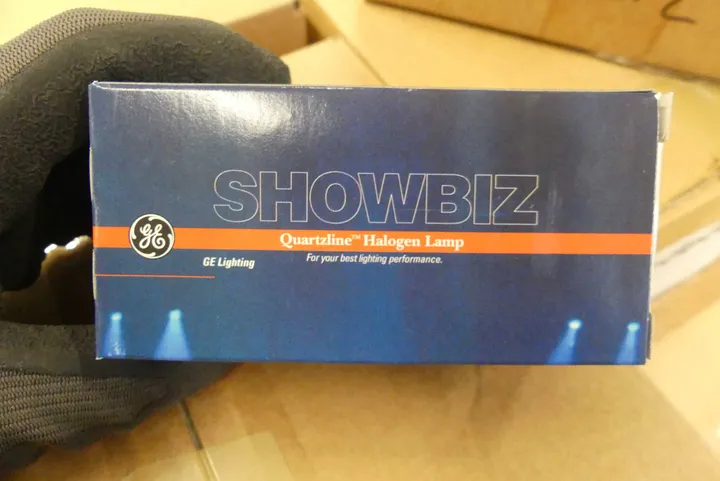 SHOWBIZ
GE
Quartzline™ Halogen Lamp
GE Lighting
For your best lighting performance.